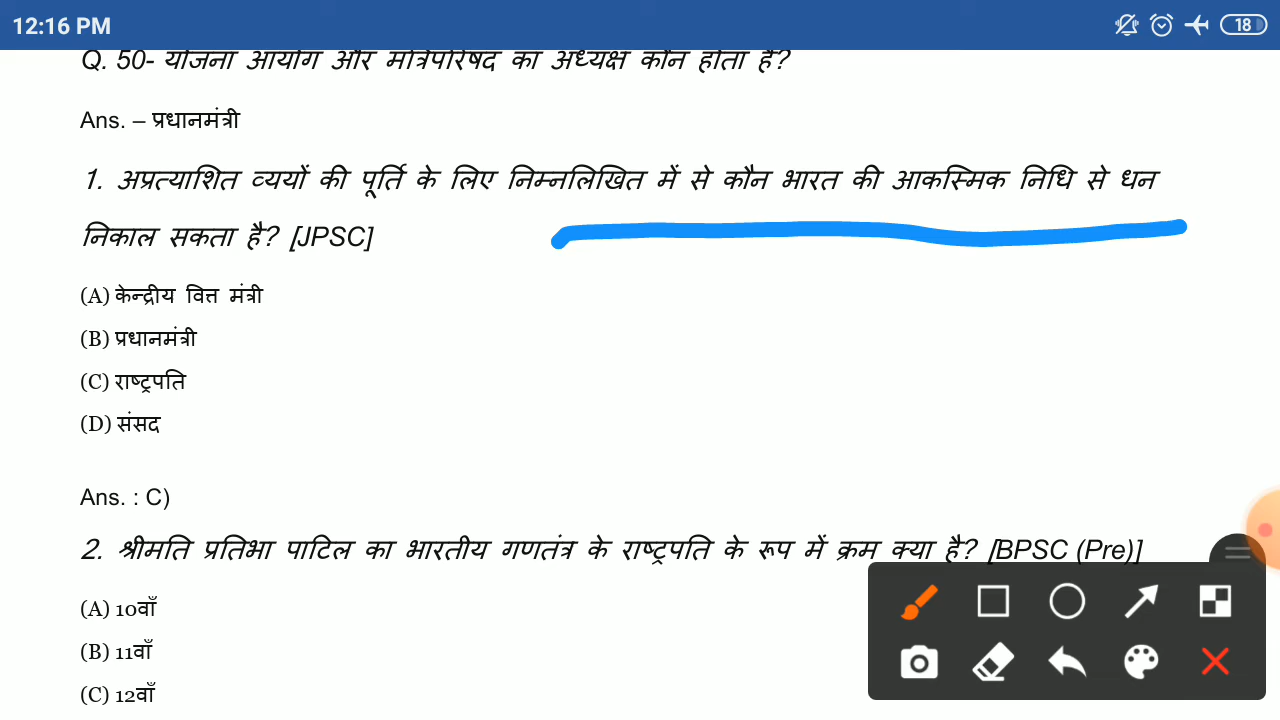 12:16 PM
18
Q. 50- योजना आयोग और मंत्रिपरिषद का अध्यक्ष कौन होता है?
Ans. – प्रधानमंत्री
1. अप्रत्याशित व्ययों की पूर्ति के लिए निम्नलिखित में से कौन भारत की आकस्मिक निधि से धन
निकाल सकता है? [JPSC]
(A) केन्द्रीय वित्त मंत्री
(B) प्रधानमंत्री
(C) राष्ट्रपति
(D) संसद
Ans. : C)
2. श्रीमति प्रतिभा पाटिल का भारतीय गणतंत्र के राष्ट्रपति के रूप में क्रम क्या है? [BPSC (Pre)]
(A) 10वाँ
(B) 11वाँ
(C) 12वाँ